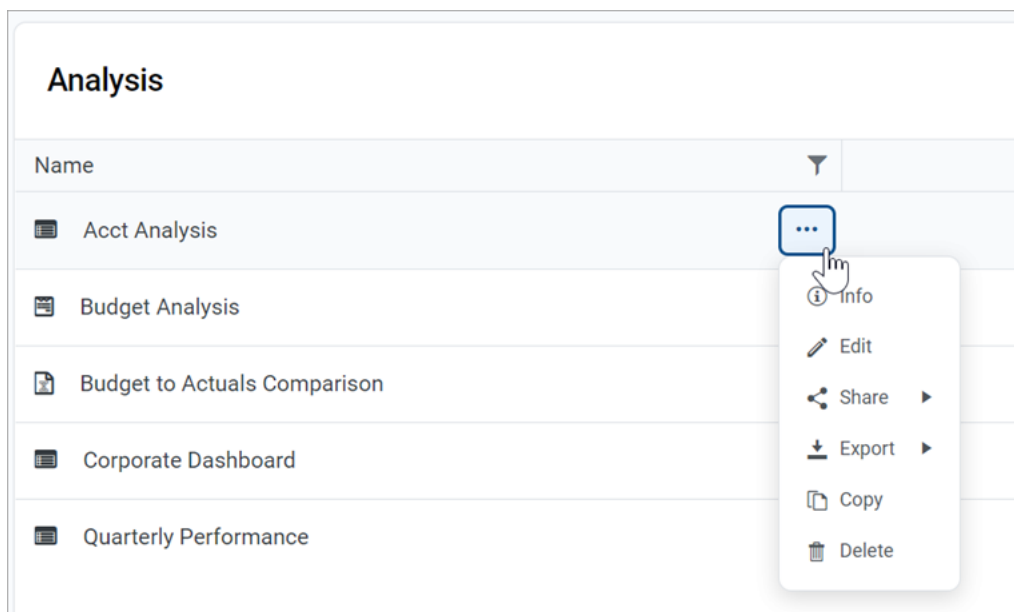 Analysis
Name
Acct Analysis
...
Info
Budget Analysis
Edit
Budget to Actuals Comparison
Share
Export
Corporate Dashboard
Copy
Quarterly Performance
Delete